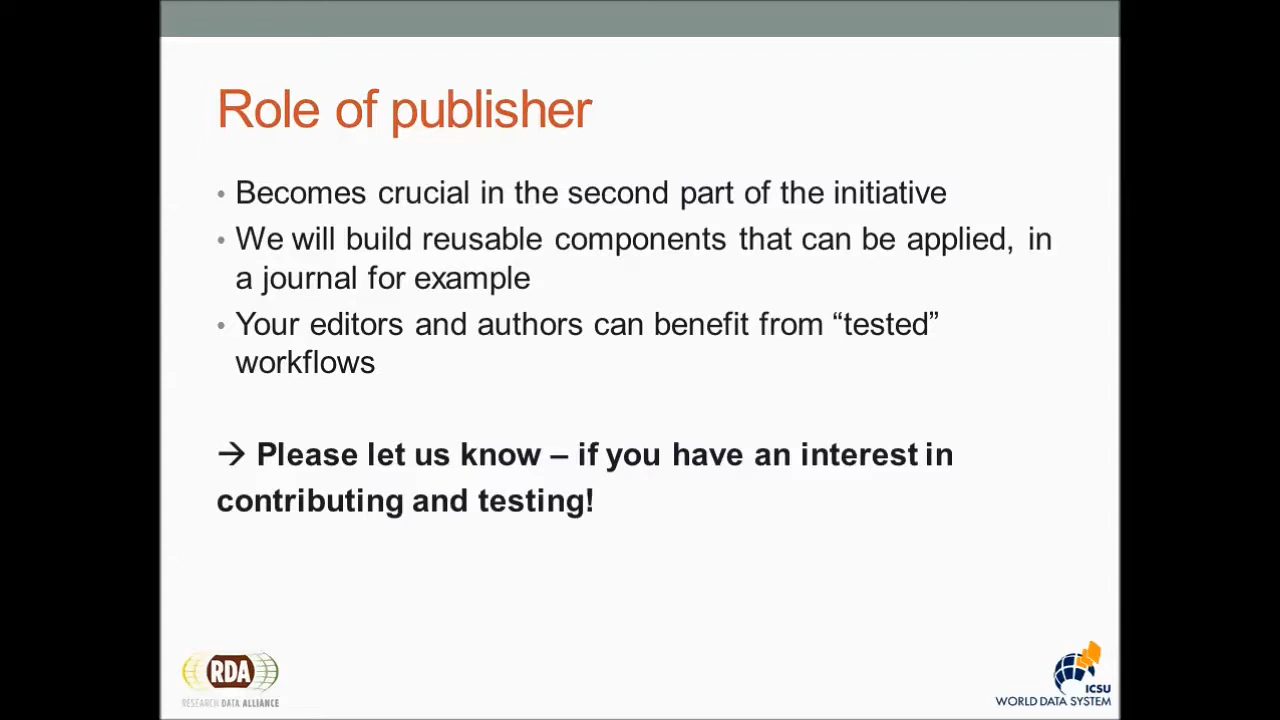 Role of publisher
• Becomes crucial in the second part of the initiative
• We will build reusable components that can be applied, in
a journal for example
• Your editors and authors can benefit from “tested”
workflows
→ Please let us know – if you have an interest in
contributing and testing!
RDA
RESEARCH DATA ALLIANCE
ICSU
WORLD DATA SYSTEM